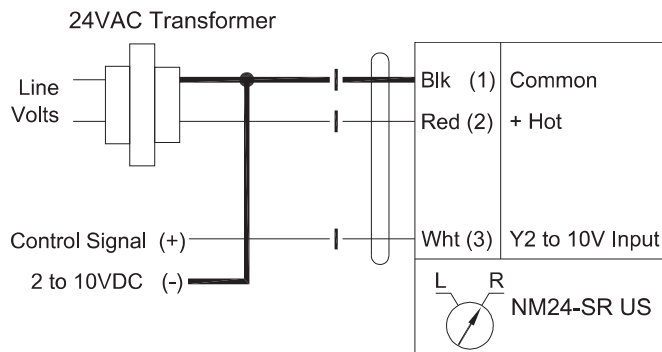 24VAC Transformer
Line
Volts
Blk (1) Common
Red (2) + Hot
Control Signal (+)
Wht (3) Y2 to 10V Input
2 to 10VDC (-)
L R
NM24-SR US